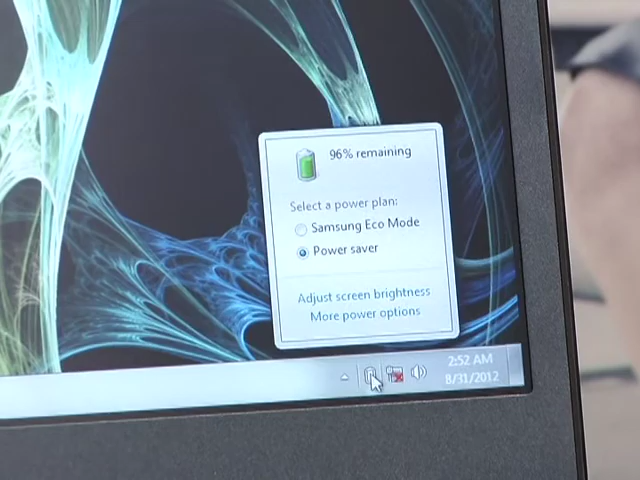 96% remaining
Select a power plan:
Samsung Eco Mode
Power saver
Adjust screen brightness
More power options
2:52 AM
8/31/2012